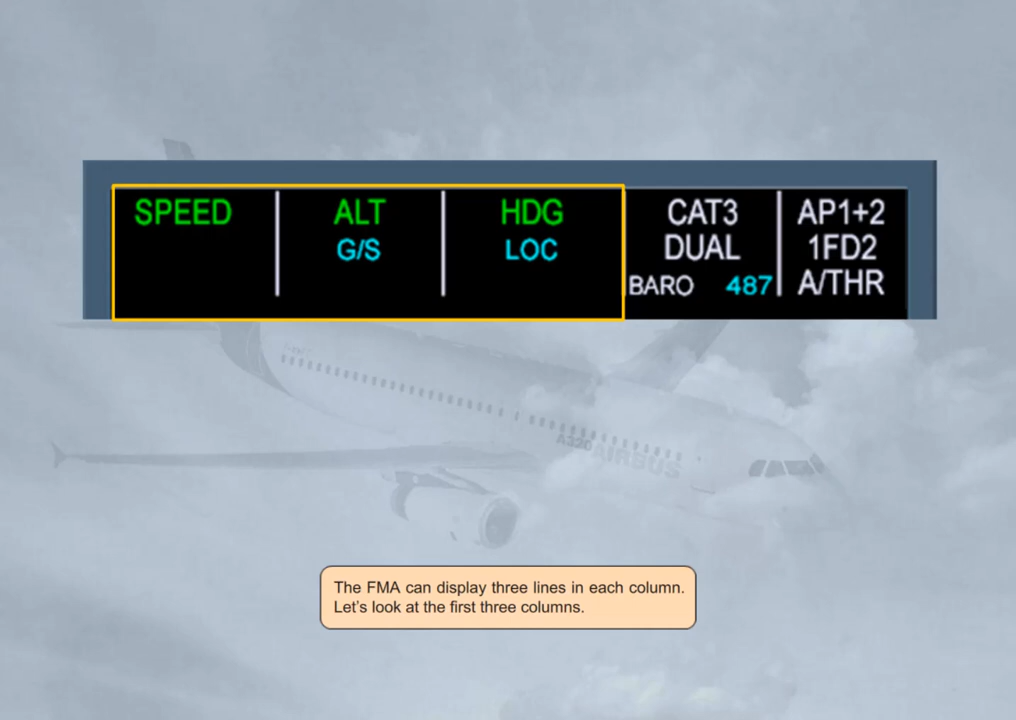 SPEED ALT HDG CAT3 AP1+2
G/S LOC DUAL 1FD2
BARO 487 A/THR
A320 AIRBUS
The FMA can display three lines in each column.
Let's look at the first three columns.